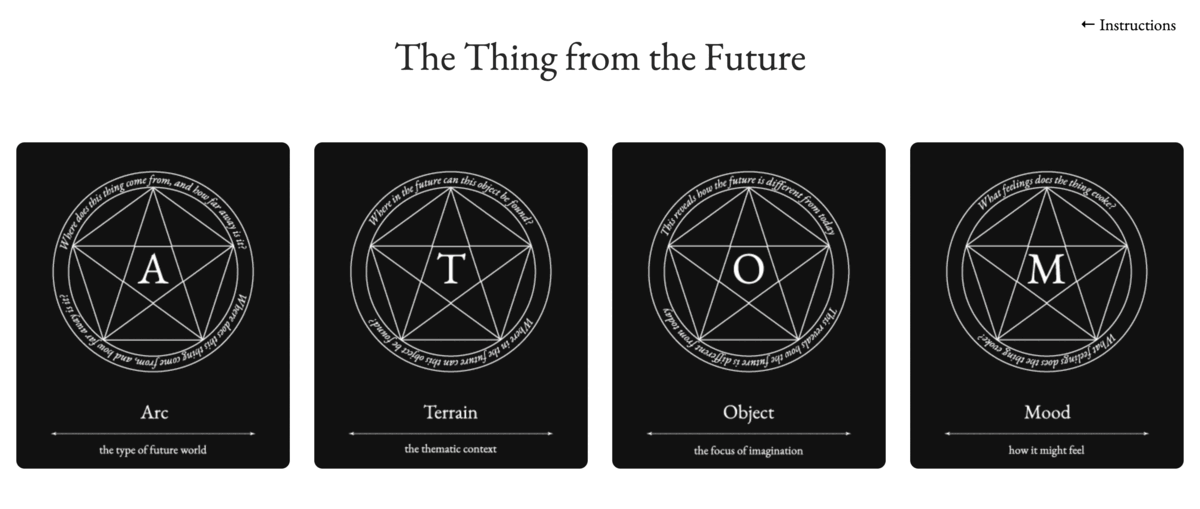 ← Instructions
The Thing from the Future
Where does this thing come from, and how far away is it?
A
Where does this thing come from, and how far away is it?
Arc
the type of future world
Where in the future can this object be found?
T
Where in the future can this object be found?
Terrain
the thematic context
This reveals how the future is different from today
O
This reveals how the future is different from today
Object
the focus of imagination
What feelings does the thing evoke?
M
What feelings does the thing evoke?
Mood
how it might feel